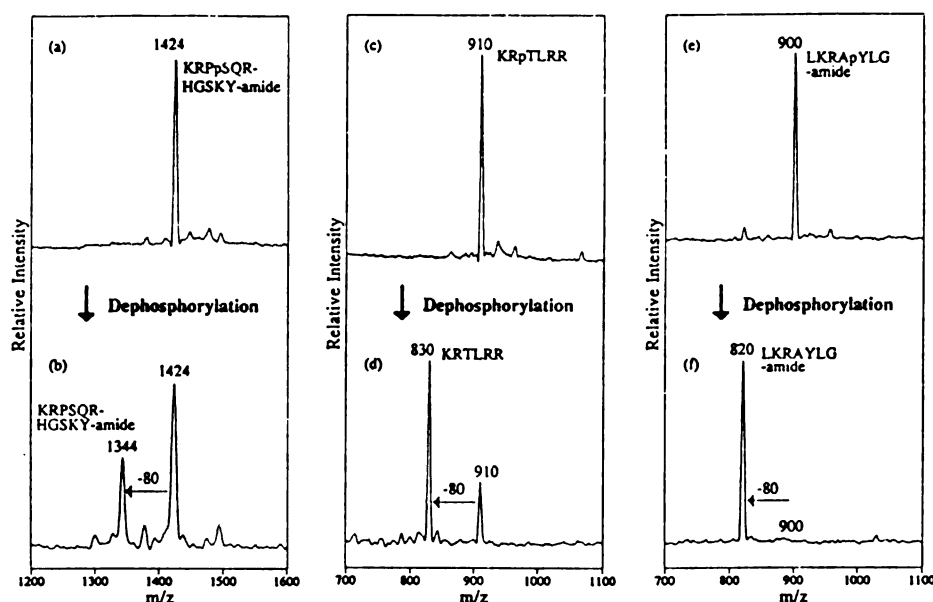 (a)
1424
KRPpSQR-
HGSKY-amide
Relative Intensity
Dephosphorylation
(b)
1424
KRPSQR-
HGSKY-amide
1344
-80
1200 1300 1400 1500 1600
m/z
(c)
910
KRpTLRR
Relative Intensity
Dephosphorylation
830
KRTLRR
(d)
910
-80
700 800 900 1000 1100
m/z
(e)
900
LKRApYLG
-amide
Relative Intensity
Dephosphorylation
820
LKRAYLG
-amide
(f)
-80
900
700 800 900 1000 1100
m/z